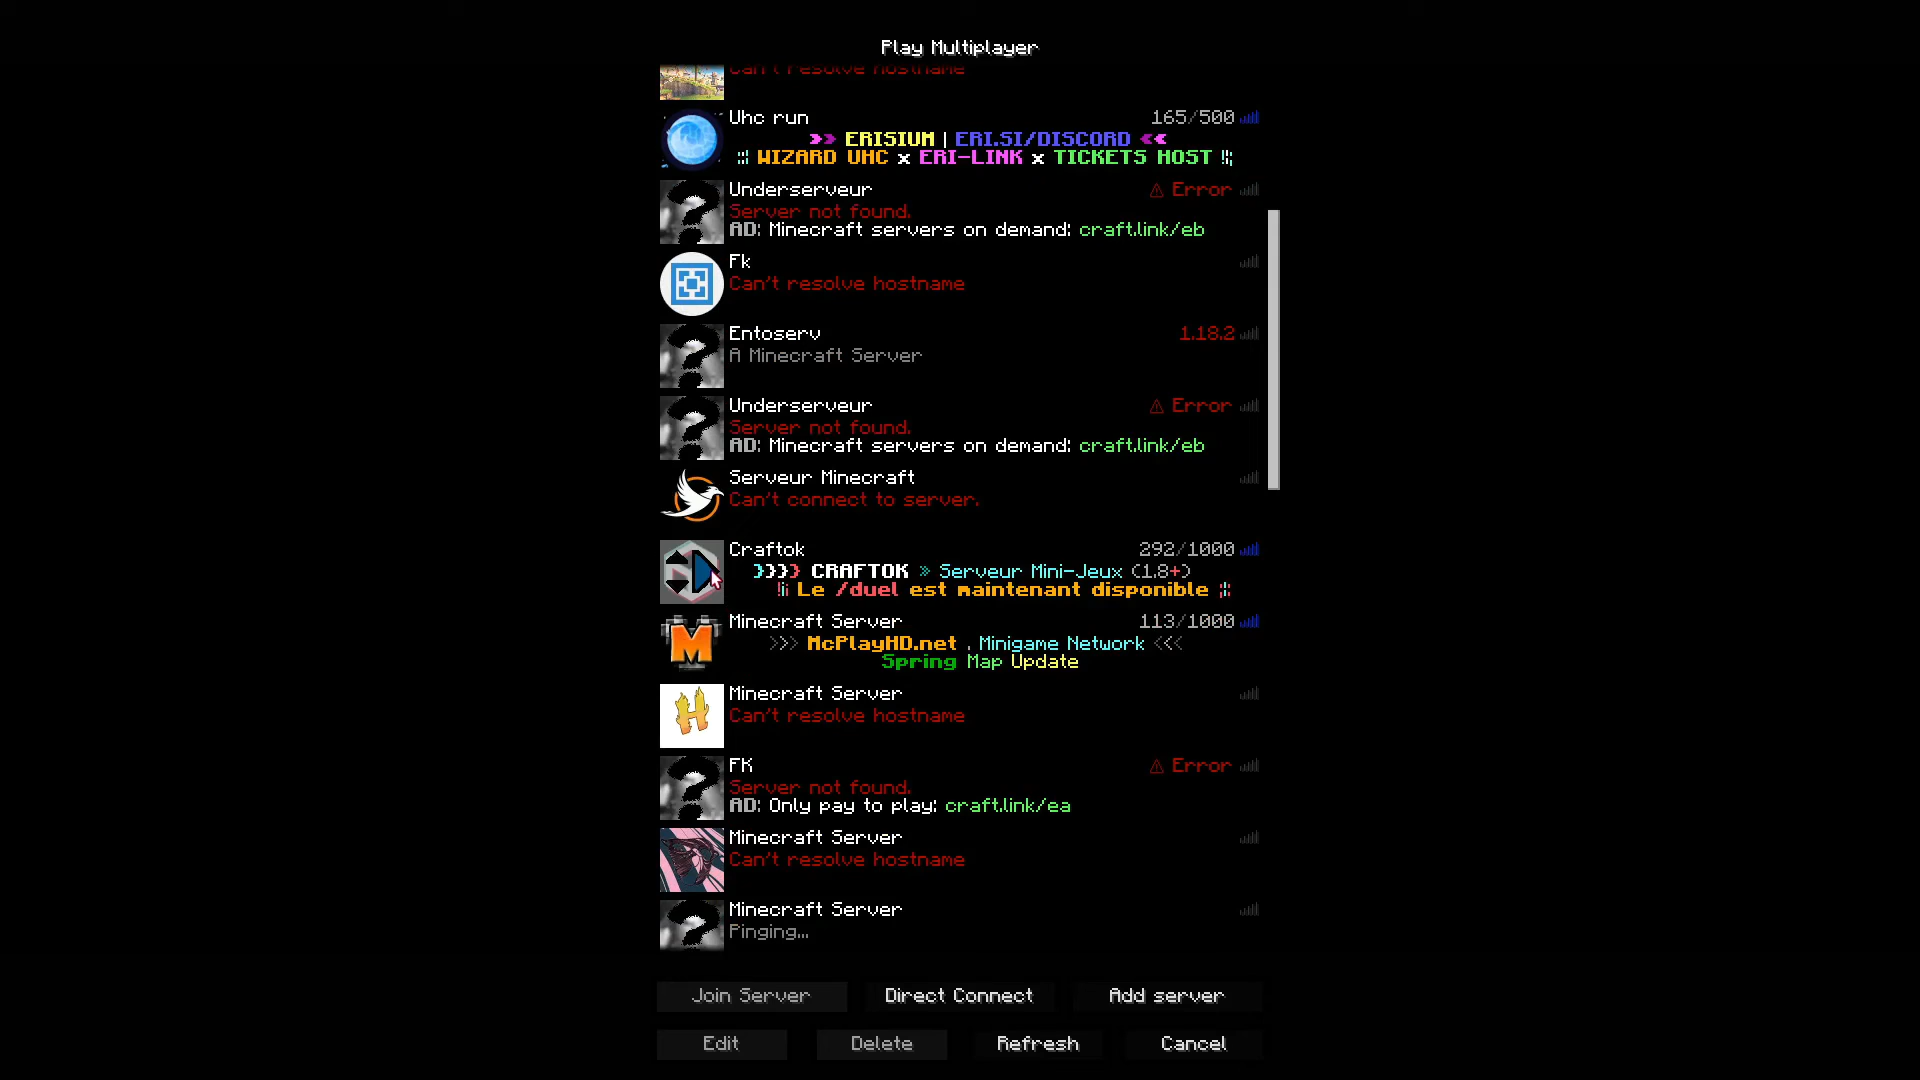 Play Multiplayer
Can't resolve hostname
Uhc run 165/500
ERISIUM | ERI.SI/DISCORD
WIZARD UHC x ERI-LINK x TICKETS HOST
Underserveur ⚠ Error
Server not found.
AD: Minecraft servers on demand: craft.link/eb
Fk
Can't resolve hostname
Entoserv 1.18.2
A Minecraft Server
Underserveur ⚠ Error
Server not found.
AD: Minecraft servers on demand: craft.link/eb
Serveur Minecraft
Can't connect to server.
Craftok 292/1000
CRAFTOK » Serveur Mini-Jeux (1.8+)
Le /duel est maintenant disponible
Minecraft Server 113/1000
>>> McPlayHD.net . Minigame Network <<<
Spring Map Update
Minecraft Server
Can't resolve hostname
FK ⚠ Error
Server not found.
AD: Only pay to play: craft.link/ea
Minecraft Server
Can't resolve hostname
Minecraft Server
Pinging...
Join Server Direct Connect Add server
Edit Delete Refresh Cancel